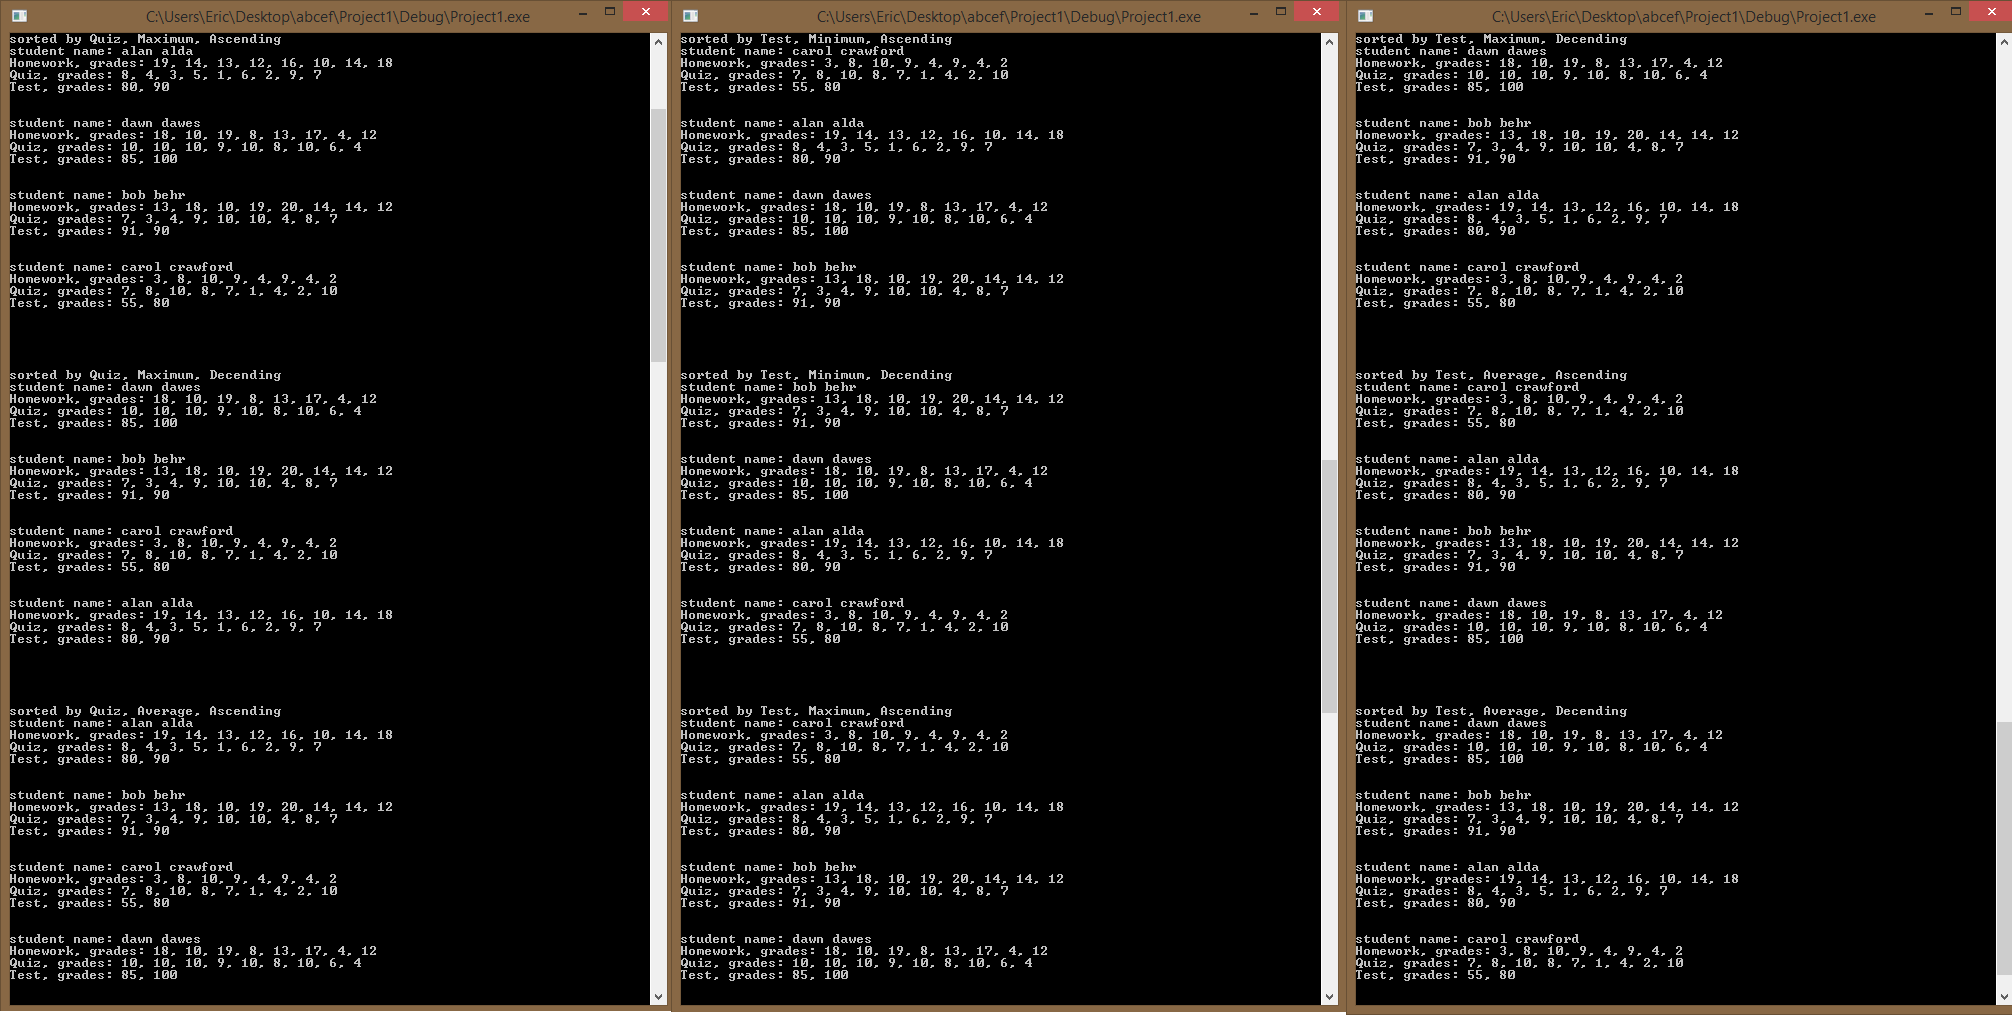 C:\Users\Eric\Desktop\abcef\Project1\Debug\Project1.exe
sorted by Quiz, Maximum, Ascending
student name: alan alda
Homework, grades: 19, 14, 13, 12, 16, 10, 14, 18
Quiz, grades: 8, 4, 3, 5, 1, 6, 2, 9, 7
Test, grades: 80, 90
student name: dawn dawes
Homework, grades: 18, 10, 19, 8, 13, 17, 4, 12
Quiz, grades: 10, 10, 10, 9, 10, 8, 10, 6, 4
Test, grades: 85, 100
student name: bob behr
Homework, grades: 13, 18, 10, 19, 20, 14, 14, 12
Quiz, grades: 7, 3, 4, 9, 10, 10, 4, 8, 7
Test, grades: 91, 90
student name: carol crawford
Homework, grades: 3, 8, 10, 9, 4, 9, 4, 2
Quiz, grades: 7, 8, 10, 8, 7, 1, 4, 2, 10
Test, grades: 55, 80
sorted by Quiz, Maximum, Decending
student name: dawn dawes
Homework, grades: 18, 10, 19, 8, 13, 17, 4, 12
Quiz, grades: 10, 10, 10, 9, 10, 8, 10, 6, 4
Test, grades: 85, 100
student name: bob behr
Homework, grades: 13, 18, 10, 19, 20, 14, 14, 12
Quiz, grades: 7, 3, 4, 9, 10, 10, 4, 8, 7
Test, grades: 91, 90
student name: carol crawford
Homework, grades: 3, 8, 10, 9, 4, 9, 4, 2
Quiz, grades: 7, 8, 10, 8, 7, 1, 4, 2, 10
Test, grades: 55, 80
student name: alan alda
Homework, grades: 19, 14, 13, 12, 16, 10, 14, 18
Quiz, grades: 8, 4, 3, 5, 1, 6, 2, 9, 7
Test, grades: 80, 90
sorted by Quiz, Average, Ascending
student name: alan alda
Homework, grades: 19, 14, 13, 12, 16, 10, 14, 18
Quiz, grades: 8, 4, 3, 5, 1, 6, 2, 9, 7
Test, grades: 80, 90
student name: bob behr
Homework, grades: 13, 18, 10, 19, 20, 14, 14, 12
Quiz, grades: 7, 3, 4, 9, 10, 10, 4, 8, 7
Test, grades: 91, 90
student name: carol crawford
Homework, grades: 3, 8, 10, 9, 4, 9, 4, 2
Quiz, grades: 7, 8, 10, 8, 7, 1, 4, 2, 10
Test, grades: 55, 80
student name: dawn dawes
Homework, grades: 18, 10, 19, 8, 13, 17, 4, 12
Quiz, grades: 10, 10, 10, 9, 10, 8, 10, 6, 4
Test, grades: 85, 100
C:\Users\Eric\Desktop\abcef\Project1\Debug\Project1.exe
sorted by Test, Minimum, Ascending
student name: carol crawford
Homework, grades: 3, 8, 10, 9, 4, 9, 4, 2
Quiz, grades: 7, 8, 10, 8, 7, 1, 4, 2, 10
Test, grades: 55, 80
student name: alan alda
Homework, grades: 19, 14, 13, 12, 16, 10, 14, 18
Quiz, grades: 8, 4, 3, 5, 1, 6, 2, 9, 7
Test, grades: 80, 90
student name: dawn dawes
Homework, grades: 18, 10, 19, 8, 13, 17, 4, 12
Quiz, grades: 10, 10, 10, 9, 10, 8, 10, 6, 4
Test, grades: 85, 100
student name: bob behr
Homework, grades: 13, 18, 10, 19, 20, 14, 14, 12
Quiz, grades: 7, 3, 4, 9, 10, 10, 4, 8, 7
Test, grades: 91, 90
sorted by Test, Minimum, Decending
student name: bob behr
Homework, grades: 13, 18, 10, 19, 20, 14, 14, 12
Quiz, grades: 7, 3, 4, 9, 10, 10, 4, 8, 7
Test, grades: 91, 90
student name: dawn dawes
Homework, grades: 18, 10, 19, 8, 13, 17, 4, 12
Quiz, grades: 10, 10, 10, 9, 10, 8, 10, 6, 4
Test, grades: 85, 100
student name: alan alda
Homework, grades: 19, 14, 13, 12, 16, 10, 14, 18
Quiz, grades: 8, 4, 3, 5, 1, 6, 2, 9, 7
Test, grades: 80, 90
student name: carol crawford
Homework, grades: 3, 8, 10, 9, 4, 9, 4, 2
Quiz, grades: 7, 8, 10, 8, 7, 1, 4, 2, 10
Test, grades: 55, 80
sorted by Test, Maximum, Ascending
student name: carol crawford
Homework, grades: 3, 8, 10, 9, 4, 9, 4, 2
Quiz, grades: 7, 8, 10, 8, 7, 1, 4, 2, 10
Test, grades: 55, 80
student name: alan alda
Homework, grades: 19, 14, 13, 12, 16, 10, 14, 18
Quiz, grades: 8, 4, 3, 5, 1, 6, 2, 9, 7
Test, grades: 80, 90
student name: bob behr
Homework, grades: 13, 18, 10, 19, 20, 14, 14, 12
Quiz, grades: 7, 3, 4, 9, 10, 10, 4, 8, 7
Test, grades: 91, 90
student name: dawn dawes
Homework, grades: 18, 10, 19, 8, 13, 17, 4, 12
Quiz, grades: 10, 10, 10, 9, 10, 8, 10, 6, 4
Test, grades: 85, 100
C:\Users\Eric\Desktop\abcef\Project1\Debug\Project1.exe
sorted by Test, Maximum, Decending
student name: dawn dawes
Homework, grades: 18, 10, 19, 8, 13, 17, 4, 12
Quiz, grades: 10, 10, 10, 9, 10, 8, 10, 6, 4
Test, grades: 85, 100
student name: bob behr
Homework, grades: 13, 18, 10, 19, 20, 14, 14, 12
Quiz, grades: 7, 3, 4, 9, 10, 10, 4, 8, 7
Test, grades: 91, 90
student name: alan alda
Homework, grades: 19, 14, 13, 12, 16, 10, 14, 18
Quiz, grades: 8, 4, 3, 5, 1, 6, 2, 9, 7
Test, grades: 80, 90
student name: carol crawford
Homework, grades: 3, 8, 10, 9, 4, 9, 4, 2
Quiz, grades: 7, 8, 10, 8, 7, 1, 4, 2, 10
Test, grades: 55, 80
sorted by Test, Average, Ascending
student name: carol crawford
Homework, grades: 3, 8, 10, 9, 4, 9, 4, 2
Quiz, grades: 7, 8, 10, 8, 7, 1, 4, 2, 10
Test, grades: 55, 80
student name: alan alda
Homework, grades: 19, 14, 13, 12, 16, 10, 14, 18
Quiz, grades: 8, 4, 3, 5, 1, 6, 2, 9, 7
Test, grades: 80, 90
student name: bob behr
Homework, grades: 13, 18, 10, 19, 20, 14, 14, 12
Quiz, grades: 7, 3, 4, 9, 10, 10, 4, 8, 7
Test, grades: 91, 90
student name: dawn dawes
Homework, grades: 18, 10, 19, 8, 13, 17, 4, 12
Quiz, grades: 10, 10, 10, 9, 10, 8, 10, 6, 4
Test, grades: 85, 100
sorted by Test, Average, Decending
student name: dawn dawes
Homework, grades: 18, 10, 19, 8, 13, 17, 4, 12
Quiz, grades: 10, 10, 10, 9, 10, 8, 10, 6, 4
Test, grades: 85, 100
student name: bob behr
Homework, grades: 13, 18, 10, 19, 20, 14, 14, 12
Quiz, grades: 7, 3, 4, 9, 10, 10, 4, 8, 7
Test, grades: 91, 90
student name: alan alda
Homework, grades: 19, 14, 13, 12, 16, 10, 14, 18
Quiz, grades: 8, 4, 3, 5, 1, 6, 2, 9, 7
Test, grades: 80, 90
student name: carol crawford
Homework, grades: 3, 8, 10, 9, 4, 9, 4, 2
Quiz, grades: 7, 8, 10, 8, 7, 1, 4, 2, 10
Test, grades: 55, 80